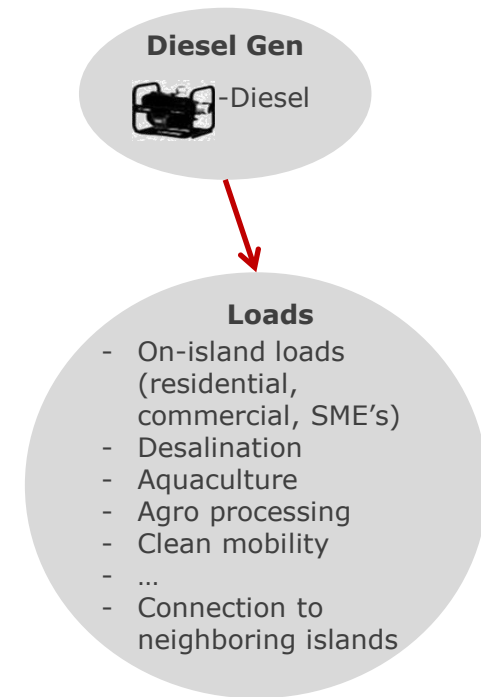 Diesel Gen
-Diesel
Loads
- On-island loads
(residential,
commercial, SME's)
- Desalination
- Aquaculture
- Agro processing
- Clean mobility
- …
- Connection to
neighboring islands